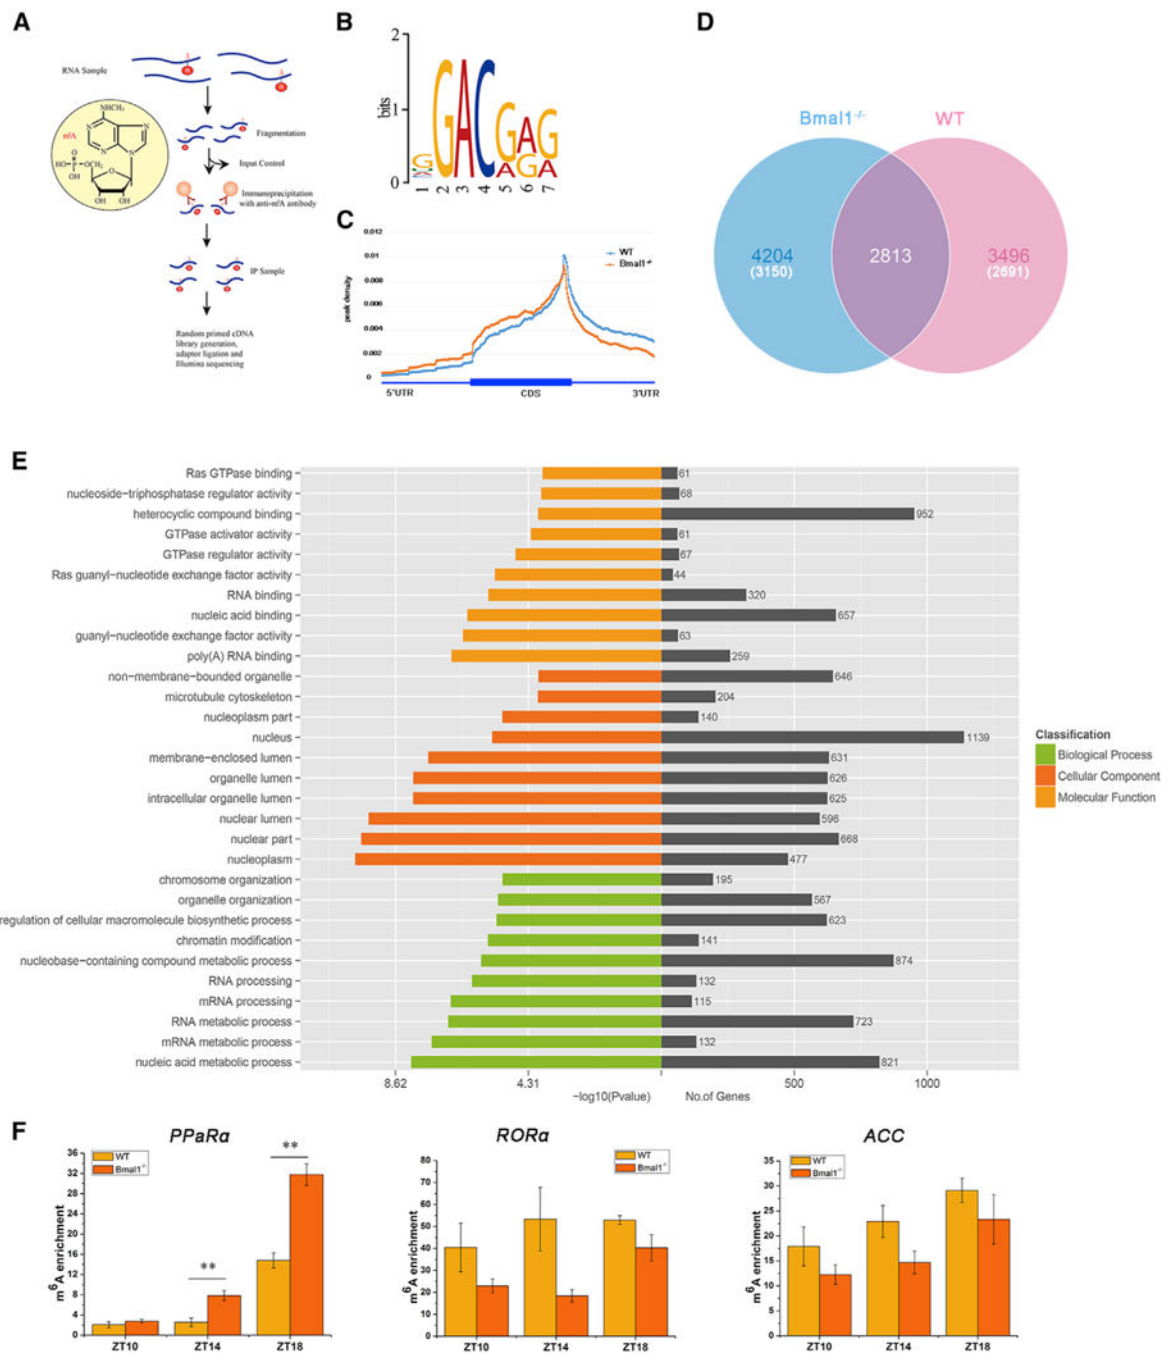 A
RNA Sample
m⁶A
NHCH₃
N
N
N
N
HO
P
O
OH
OCH₂
O
OH OH
Fragmentation
Input Control
Immunoprecipitation
with anti-m⁶A antibody
IP Sample
Random primed cDNA
library generation,
adaptor ligation and
Illumina sequencing
B
2
1
0
bits
GACGAG
GAGA
1 2 3 4 5 6 7
C
0.012
0.01
0.008
0.006
0.004
0.002
0
peak density
WT
Bmal1⁻/⁻
5'UTR CDS 3'UTR
D
Bmal1⁻/⁻ WT
4204 2813 3496
(3150) (2691)
E
Ras GTPase binding 61
nucleoside−triphosphatase regulator activity 68
heterocyclic compound binding 952
GTPase activator activity 61
GTPase regulator activity 67
Ras guanyl−nucleotide exchange factor activity 44
RNA binding 320
nucleic acid binding 657
guanyl−nucleotide exchange factor activity 63
poly(A) RNA binding 259
non−membrane−bounded organelle 646
microtubule cytoskeleton 204
nucleoplasm part 140
nucleus 1139
membrane−enclosed lumen 631
organelle lumen 626
intracellular organelle lumen 625
nuclear lumen 596
nuclear part 668
nucleoplasm 477
chromosome organization 195
organelle organization 567
regulation of cellular macromolecule biosynthetic process 623
chromatin modification 141
nucleobase−containing compound metabolic process 874
RNA processing 132
mRNA processing 115
RNA metabolic process 723
mRNA metabolic process 132
nucleic acid metabolic process 821
8.62 4.31 500 1000
−log10(Pvalue) No.of Genes
Classification
Biological Process
Cellular Component
Molecular Function
F
PPaRα
36
32
28
24
20
16
12
8
4
0
m⁶A enrichment
WT
Bmal1⁻/⁻
**
**
ZT10 ZT14 ZT18
RORα
80
70
60
50
40
30
20
10
0
m⁶A enrichment
WT
Bmal1⁻/⁻
ZT10 ZT14 ZT18
ACC
35
30
25
20
15
10
5
0
m⁶A enrichment
WT
Bmal1⁻/⁻
ZT10 ZT14 ZT18